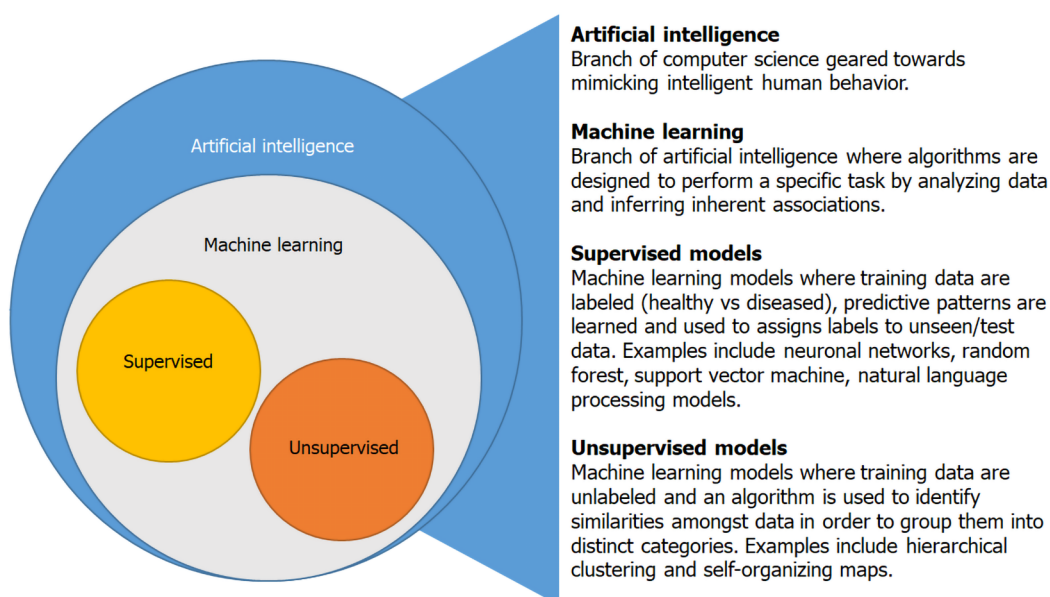 Artificial intelligence
Machine learning
Supervised
Unsupervised
Artificial intelligence
Branch of computer science geared towards
mimicking intelligent human behavior.
Machine learning
Branch of artificial intelligence where algorithms are
designed to perform a specific task by analyzing data
and inferring inherent associations.
Supervised models
Machine learning models where training data are
labeled (healthy vs diseased), predictive patterns are
learned and used to assigns labels to unseen/test
data. Examples include neuronal networks, random
forest, support vector machine, natural language
processing models.
Unsupervised models
Machine learning models where training data are
unlabeled and an algorithm is used to identify
similarities amongst data in order to group them into
distinct categories. Examples include hierarchical
clustering and self-organizing maps.